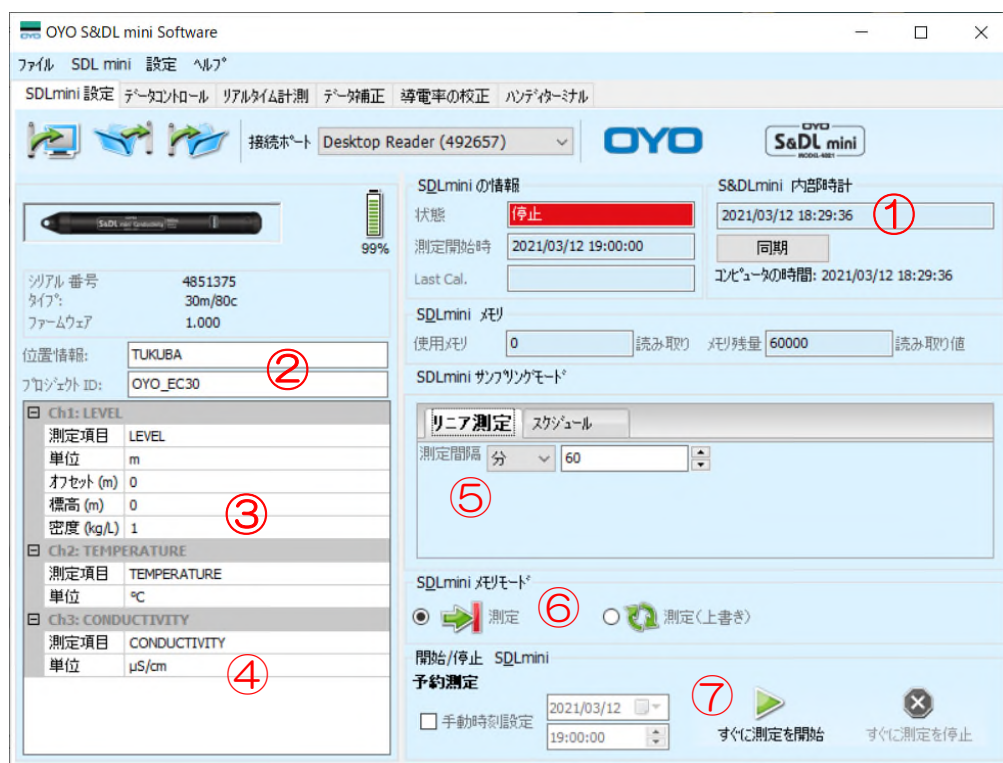 OYO S&DL mini Software
ファイル SDL mini 設定 ヘルプ
SDLmini 設定 データコントロール リアルタイム計測 データ補正 導電率の校正 ハンディターミナル
接続ポート Desktop Reader (492657) OYO OYO S&DL mini MODEL-4821
S&DL mini Conductivity
99%
シリアル 番号 4851375
タイプ: 30m/80c
ファームウェア 1.000
位置情報: TUKUBA ②
プロジェクト ID: OYO_EC30
Ch1: LEVEL
測定項目 LEVEL
単位 m
オフセット (m) 0
標高 (m) 0 ③
密度 (kg/L) 1
Ch2: TEMPERATURE
測定項目 TEMPERATURE
単位 ℃
Ch3: CONDUCTIVITY
測定項目 CONDUCTIVITY
単位 μS/cm ④
SDLmini の情報
状態 停止
測定開始時 2021/03/12 19:00:00
Last Cal.
S&DLmini 内部時計
2021/03/12 18:29:36 ①
同期
コンピュータの時間: 2021/03/12 18:29:36
SDLmini メモリ
使用メモリ 0 読み取り メモリ残量 60000 読み取り値
SDLmini サンプリングモード
リニア測定 スケジュール
測定間隔 分 60
⑤
SDLmini メモリモード
測定 ⑥ 測定(上書き)
開始/停止 SDLmini
予約測定
手動時刻設定 2021/03/12
19:00:00
⑦ すぐに測定を開始 すぐに測定を停止